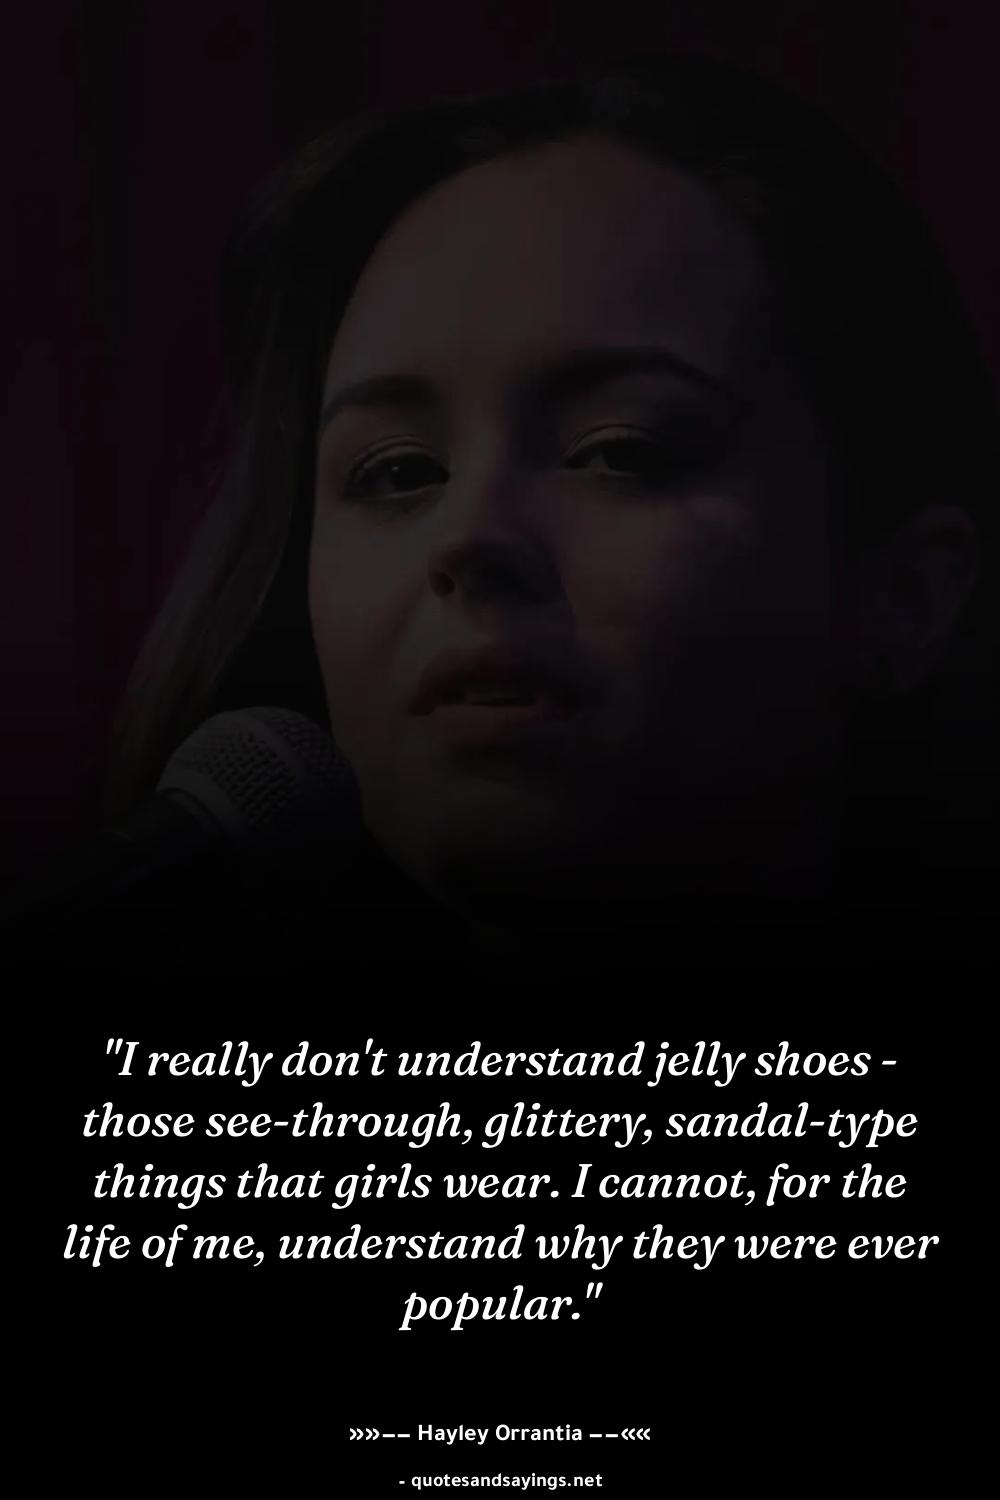 "I really don't understand jelly shoes -
those see-through, glittery, sandal-type
things that girls wear. I cannot, for the
life of me, understand why they were ever
popular."
»»-- Hayley Orrantia --««
- quotesandsayings.net